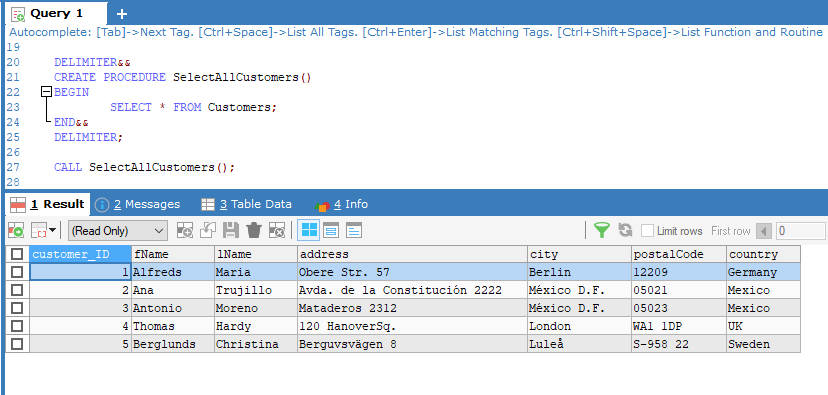 Query 1
Autocomplete: [Tab]->Next Tag. [Ctrl+Space]->List All Tags. [Ctrl+Enter]->List Matching Tags. [Ctrl+Shift+Space]->List Function and Routine
19
20 DELIMITER&&
21 CREATE PROCEDURE SelectAllCustomers()
22 BEGIN
23 SELECT * FROM Customers;
24 END&&
25 DELIMITER;
26
27 CALL SelectAllCustomers();
28
1 Result 2 Messages 3 Table Data 4 Info
(Read Only) Limit rows First row 0
customer_ID fName lName address city postalCode country
1 Alfreds Maria Obere Str. 57 Berlin 12209 Germany
2 Ana Trujillo Avda. de la Constitución 2222 México D.F. 05021 Mexico
3 Antonio Moreno Mataderos 2312 México D.F. 05023 Mexico
4 Thomas Hardy 120 HanoverSq. London WA1 1DP UK
5 Berglunds Christina Berguvsvägen 8 Luleå S-958 22 Sweden